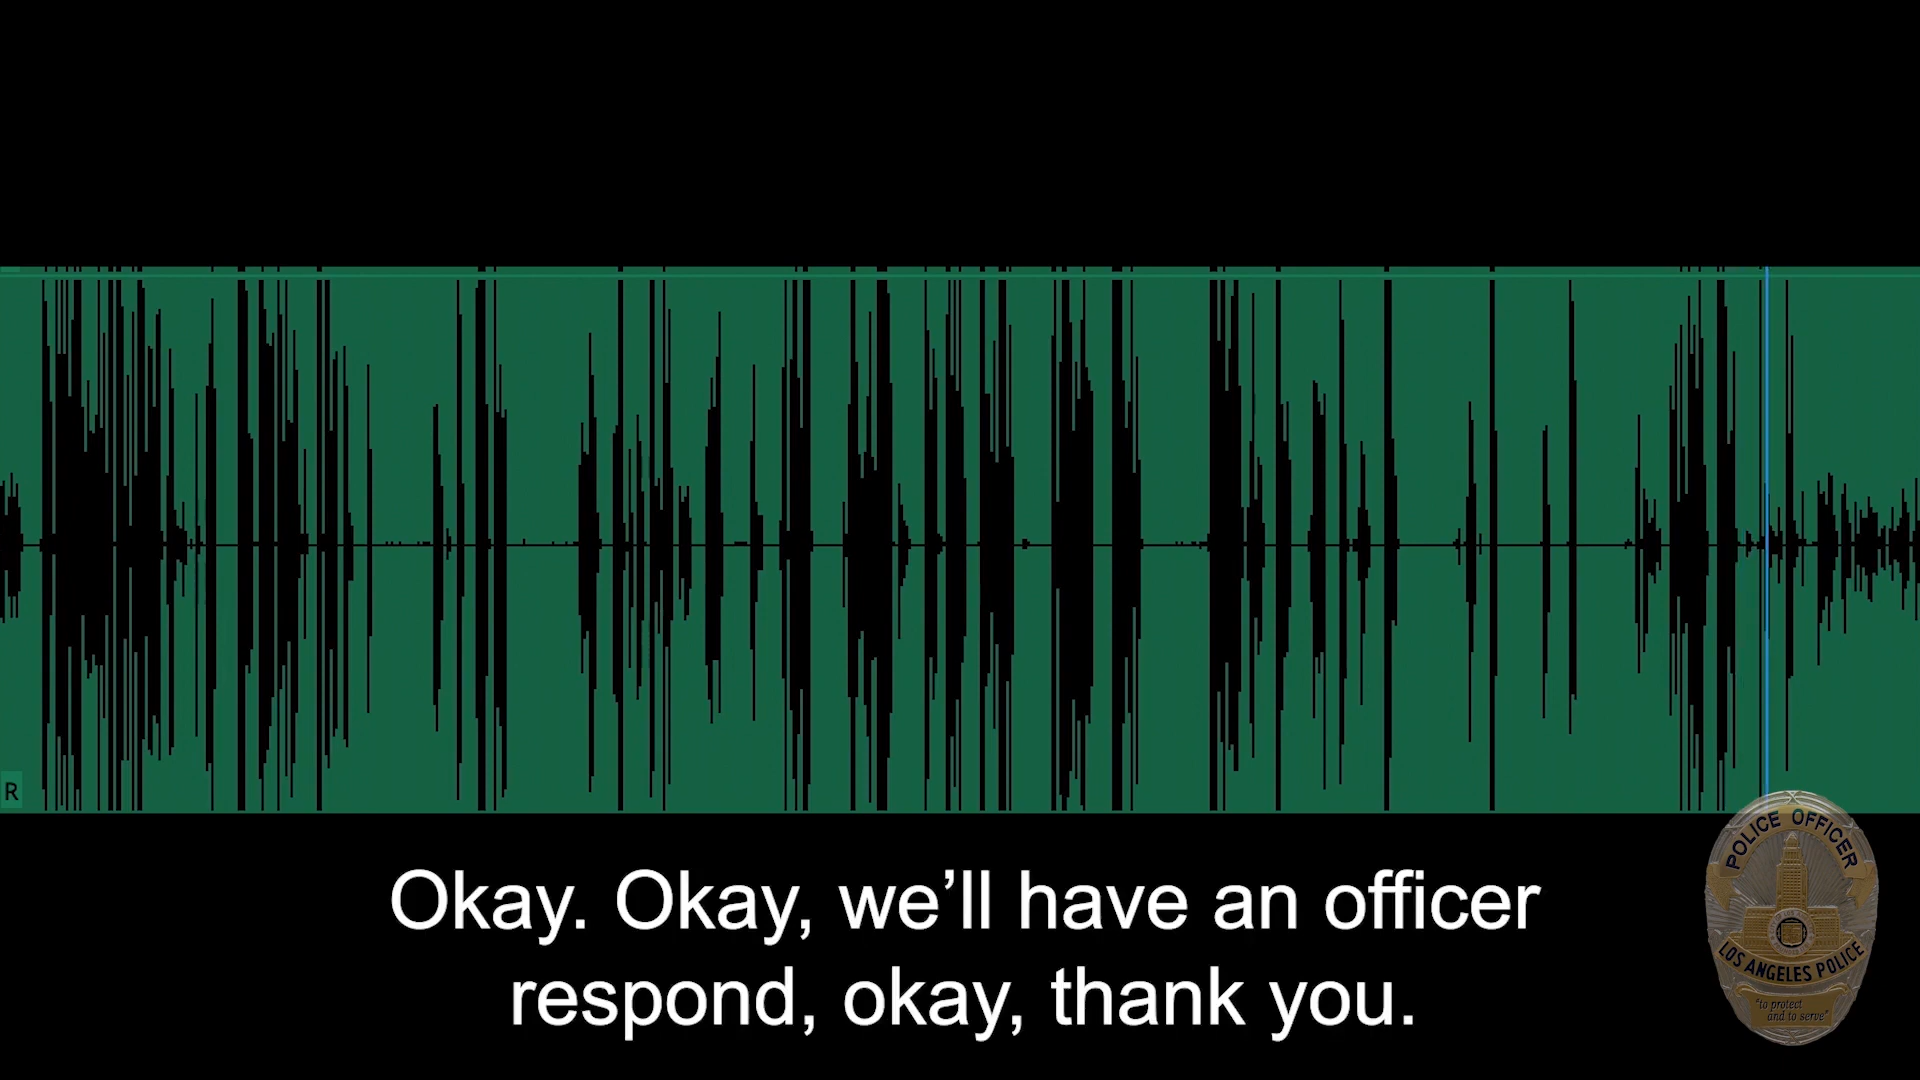 R
Okay. Okay, we’ll have an officer
respond, okay, thank you.
POLICE OFFICER
LOS ANGELES POLICE
"to protect
and to serve"